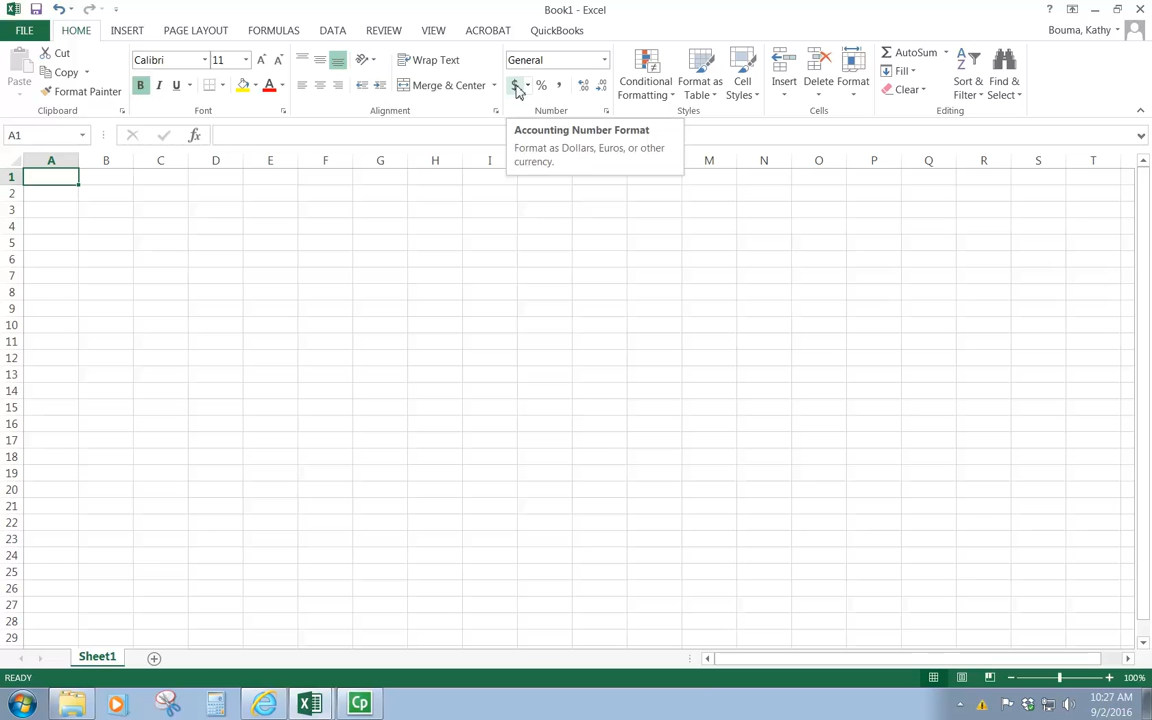 Book1 - Excel
?
FILE HOME INSERT PAGE LAYOUT FORMULAS DATA REVIEW VIEW ACROBAT QuickBooks Bouma, Kathy
Paste Cut Calibri 11 Wrap Text General Conditional Formatting Format as Table Cell Styles Insert Delete Format AutoSum Sort & Filter Find & Select
Copy Fill
Format Painter B I U Merge & Center $ % , Clear
Clipboard Font Alignment Number Styles Cells Editing
A1 fx
Accounting Number Format
Format as Dollars, Euros, or other
currency.
A B C D E F G H I M N O P Q R S T
1
2
3
4
5
6
7
8
9
10
11
12
13
14
15
16
17
18
19
20
21
22
23
24
25
26
27
28
29
Sheet1
READY 100%
Cp 10:27 AM
9/2/2016